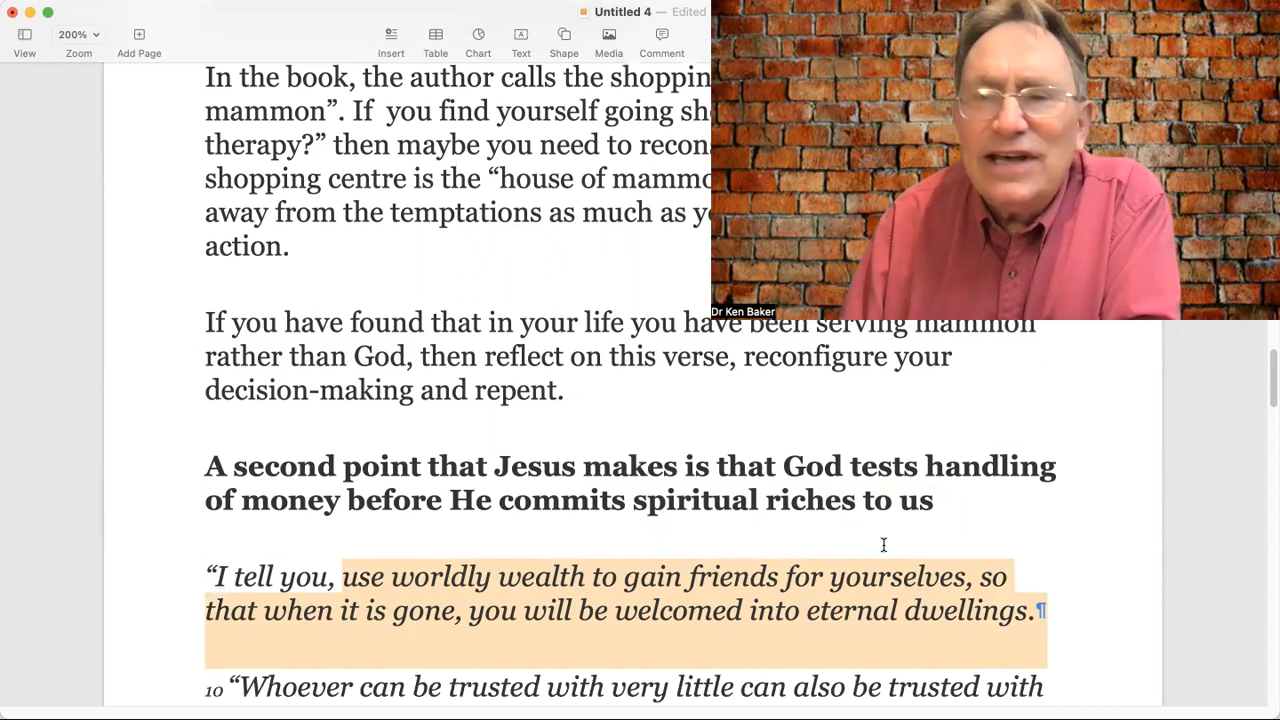 Untitled 4 — Edited
200%
View
Zoom
Add Page
Insert
Table
Chart
Text
Shape
Media
Comment
In the book, the author calls the
mammon”. If  you find yourself going
therapy?” then maybe you need to
shopping centre is the “house of
away from the temptations as much as
action.
Dr Ken Baker
If you have found that in your life you have been serving mammon
rather than God, then reflect on this verse, reconfigure your
decision-making and repent.
A second point that Jesus makes is that God tests handling
of money before He commits spiritual riches to us
“I tell you, use worldly wealth to gain friends for yourselves, so
that when it is gone, you will be welcomed into eternal dwellings.¶
10 “Whoever can be trusted with very little can also be trusted with